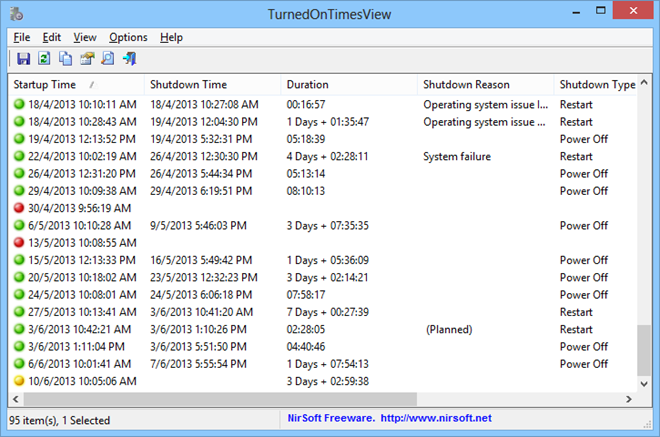 TurnedOnTimesView
File Edit View Options Help
Startup Time Shutdown Time Duration Shutdown Reason Shutdown Type
18/4/2013 10:10:11 AM 18/4/2013 10:27:08 AM 00:16:57 Operating system issue I... Restart
18/4/2013 10:28:43 AM 19/4/2013 12:04:30 PM 1 Days + 01:35:47 Operating system issue ... Restart
19/4/2013 12:13:52 PM 19/4/2013 5:32:31 PM 05:18:39 Power Off
22/4/2013 10:02:19 AM 26/4/2013 12:30:30 PM 4 Days + 02:28:11 System failure Restart
26/4/2013 12:31:20 PM 26/4/2013 5:44:34 PM 05:13:14 Power Off
29/4/2013 10:09:38 AM 29/4/2013 6:19:51 PM 08:10:13 Power Off
30/4/2013 9:56:19 AM
6/5/2013 10:10:28 AM 9/5/2013 5:46:03 PM 3 Days + 07:35:35 Power Off
13/5/2013 10:08:55 AM
15/5/2013 12:13:33 PM 16/5/2013 5:49:42 PM 1 Days + 05:36:09 Power Off
20/5/2013 10:18:02 AM 23/5/2013 12:32:23 PM 3 Days + 02:14:21 Power Off
24/5/2013 10:08:01 AM 24/5/2013 6:06:18 PM 07:58:17 Power Off
27/5/2013 10:13:41 AM 3/6/2013 10:41:20 AM 7 Days + 00:27:39 Restart
3/6/2013 10:42:21 AM 3/6/2013 1:10:26 PM 02:28:05 (Planned) Restart
3/6/2013 1:11:04 PM 3/6/2013 5:51:50 PM 04:40:46 Power Off
6/6/2013 10:01:41 AM 7/6/2013 5:55:54 PM 1 Days + 07:54:13 Power Off
10/6/2013 10:05:06 AM 3 Days + 02:59:38
95 item(s), 1 Selected NirSoft Freeware. http://www.nirsoft.net